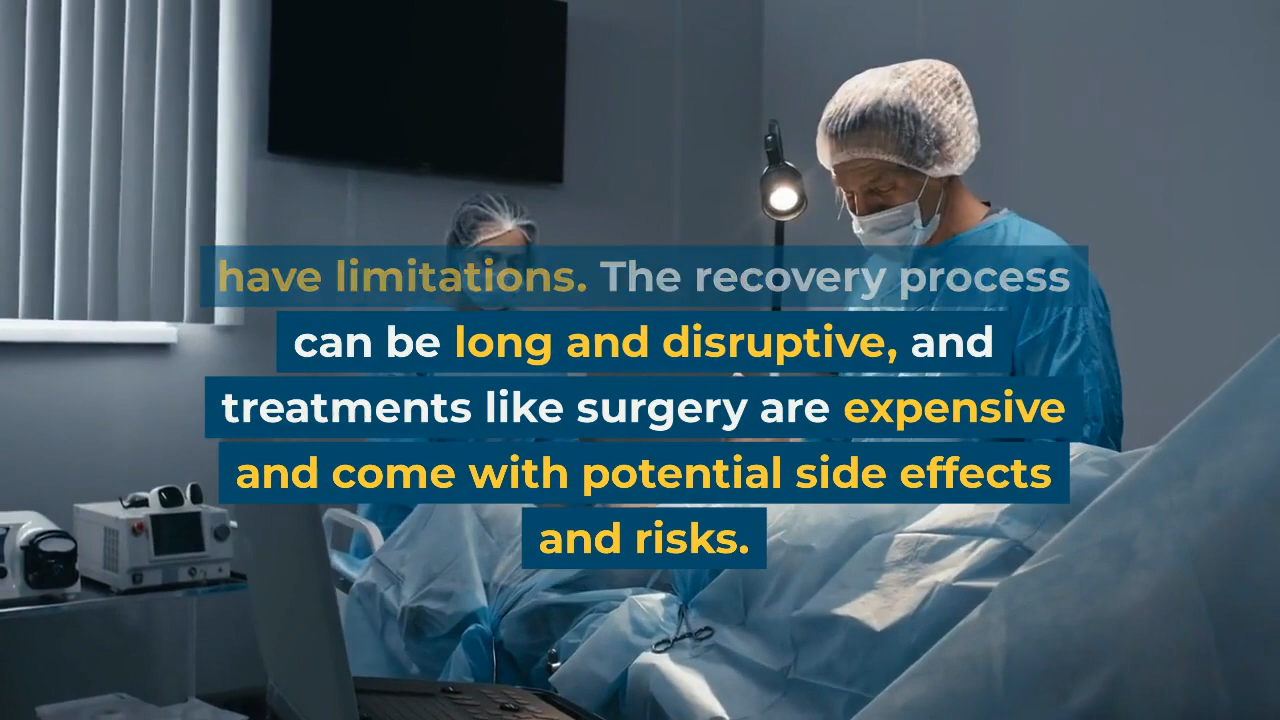 have limitations. The recovery process
can be long and disruptive, and
treatments like surgery are expensive
and come with potential side effects
and risks.